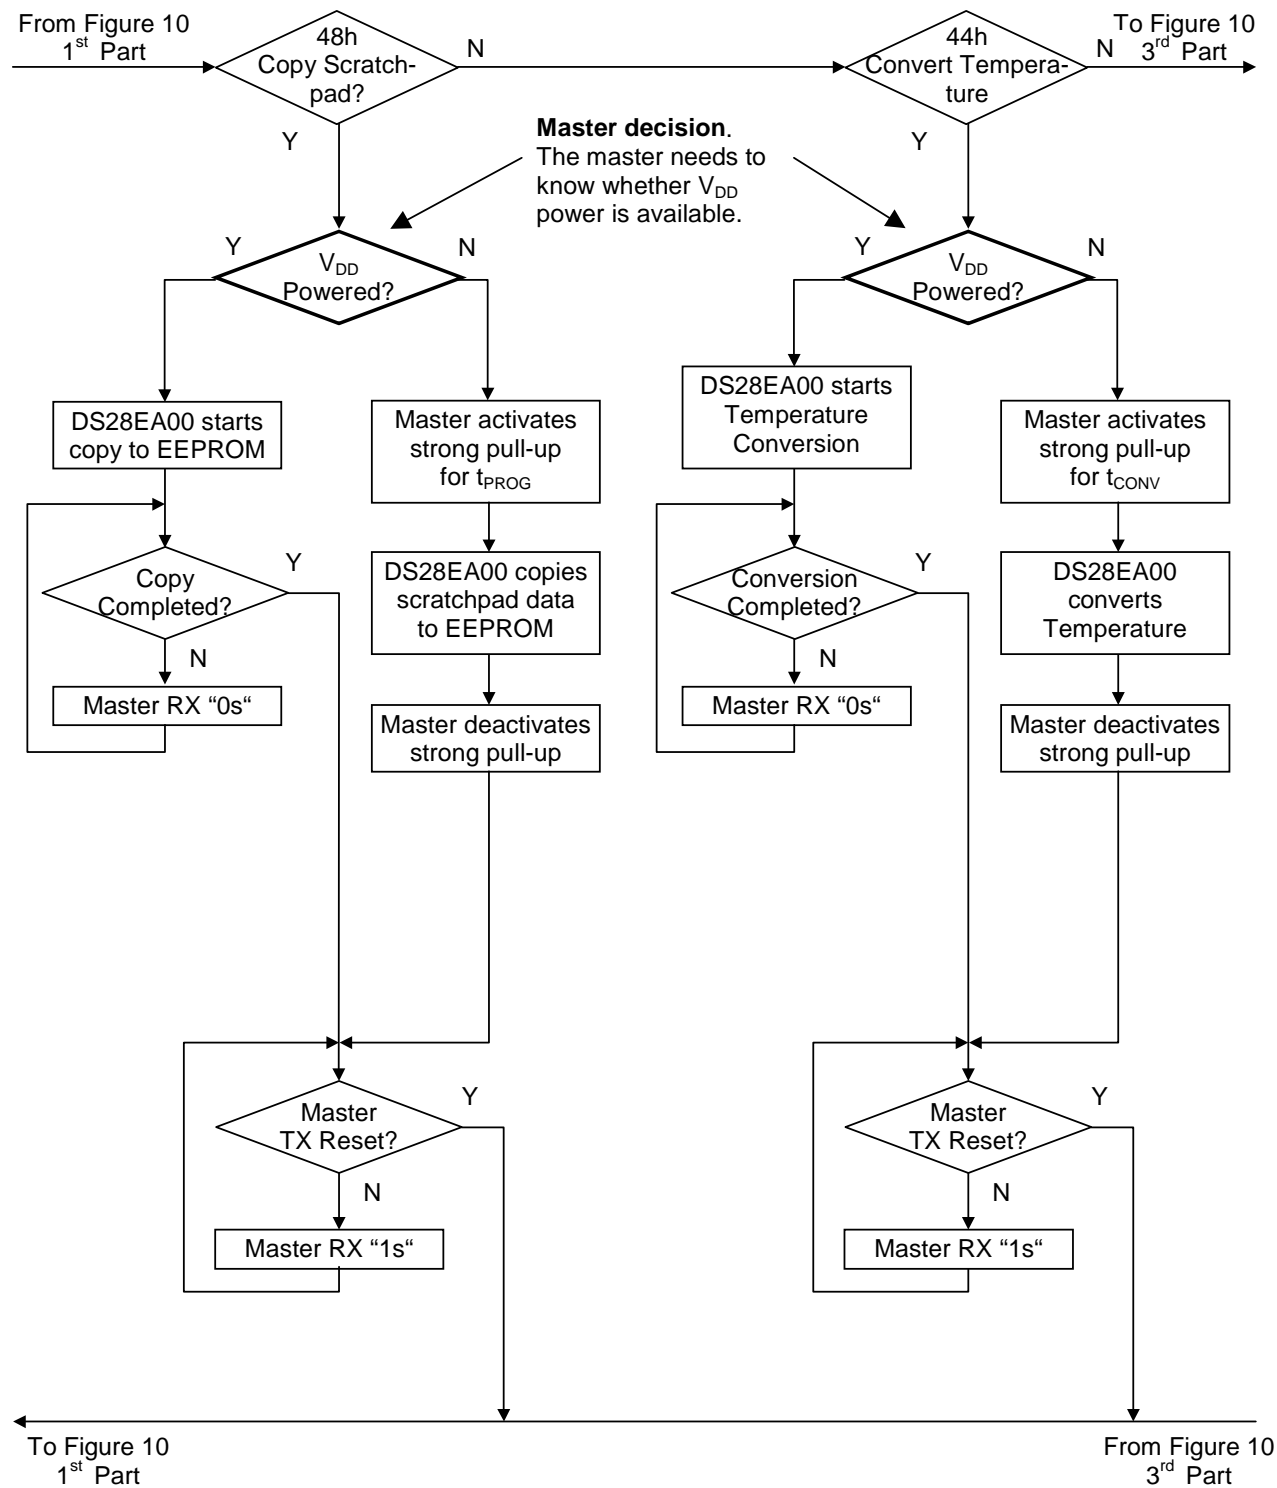 From Figure 10
1st Part
48h
Copy Scratch-
pad?
N
44h
Convert Tempera-
ture
N
To Figure 10
3rd Part
Y
Master decision.
The master needs to
know whether VDD
power is available.
Y
Y
VDD
Powered?
N
Y
VDD
Powered?
N
DS28EA00 starts
copy to EEPROM
Master activates
strong pull-up
for tPROG
DS28EA00 starts
Temperature
Conversion
Master activates
strong pull-up
for tCONV
Copy
Completed?
Y
DS28EA00 copies
scratchpad data
to EEPROM
Conversion
Completed?
Y
DS28EA00
converts
Temperature
N
N
Master RX “0s“
Master deactivates
strong pull-up
Master RX “0s“
Master deactivates
strong pull-up
Master
TX Reset?
Y
Master
TX Reset?
Y
N
N
Master RX “1s“
Master RX “1s“
To Figure 10
1st Part
From Figure 10
3rd Part